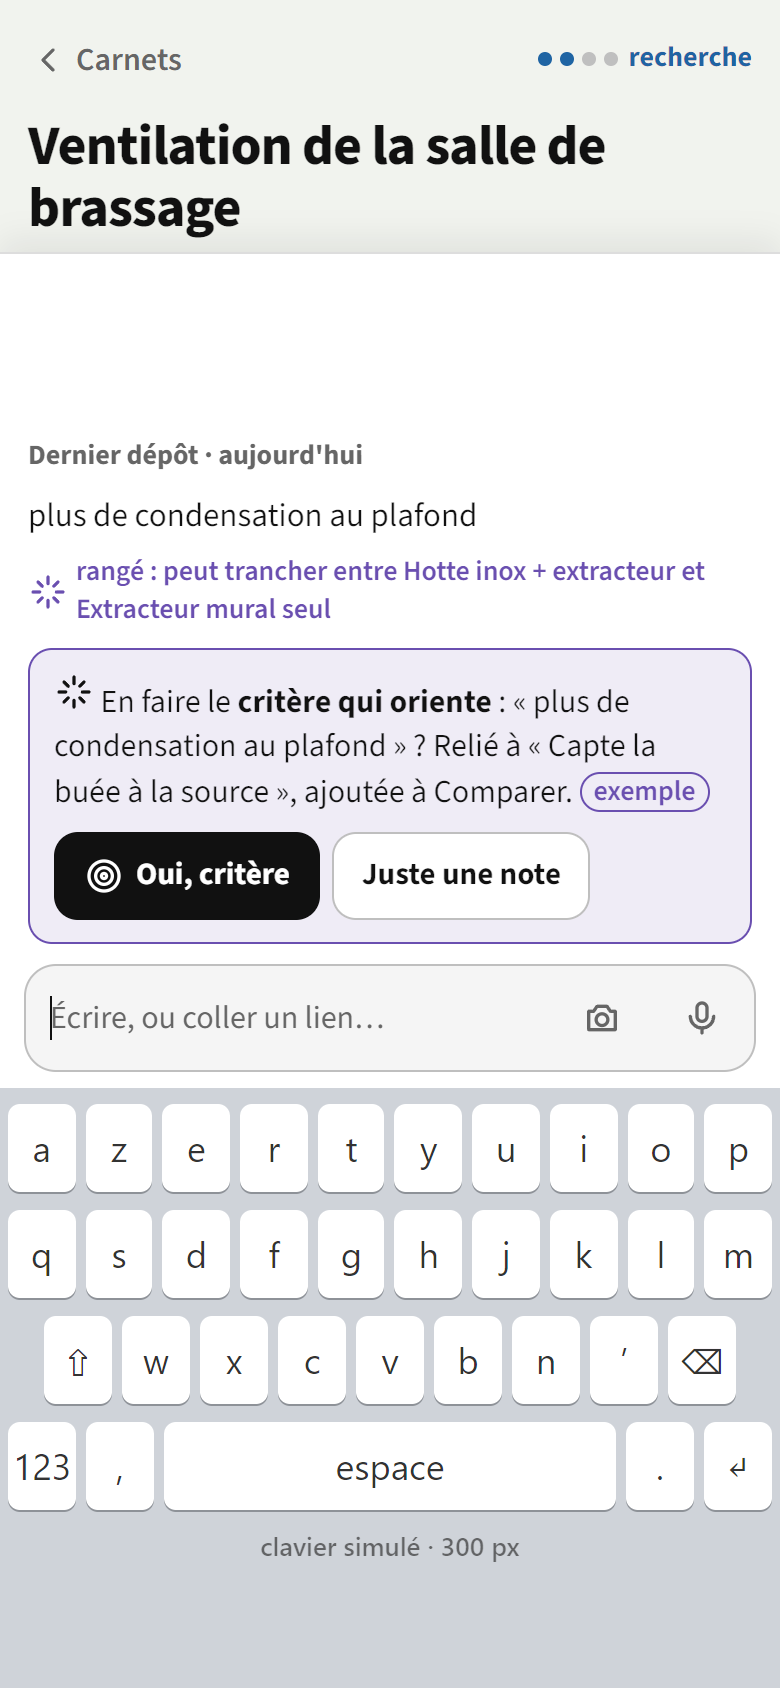 Carnets
recherche
Ventilation de la salle de
brassage
Dernier dépôt · aujourd'hui
plus de condensation au plafond
rangé : peut trancher entre Hotte inox + extracteur et
Extracteur mural seul
En faire le critère qui oriente : « plus de
condensation au plafond » ? Relié à « Capte la
buée à la source », ajoutée à Comparer. exemple
Oui, critère
Juste une note
Écrire, ou coller un lien…
a z e r t y u i o p
q s d f g h j k l m
⇧ w x c v b n ′ ⌫
123 , espace . ↵
clavier simulé · 300 px